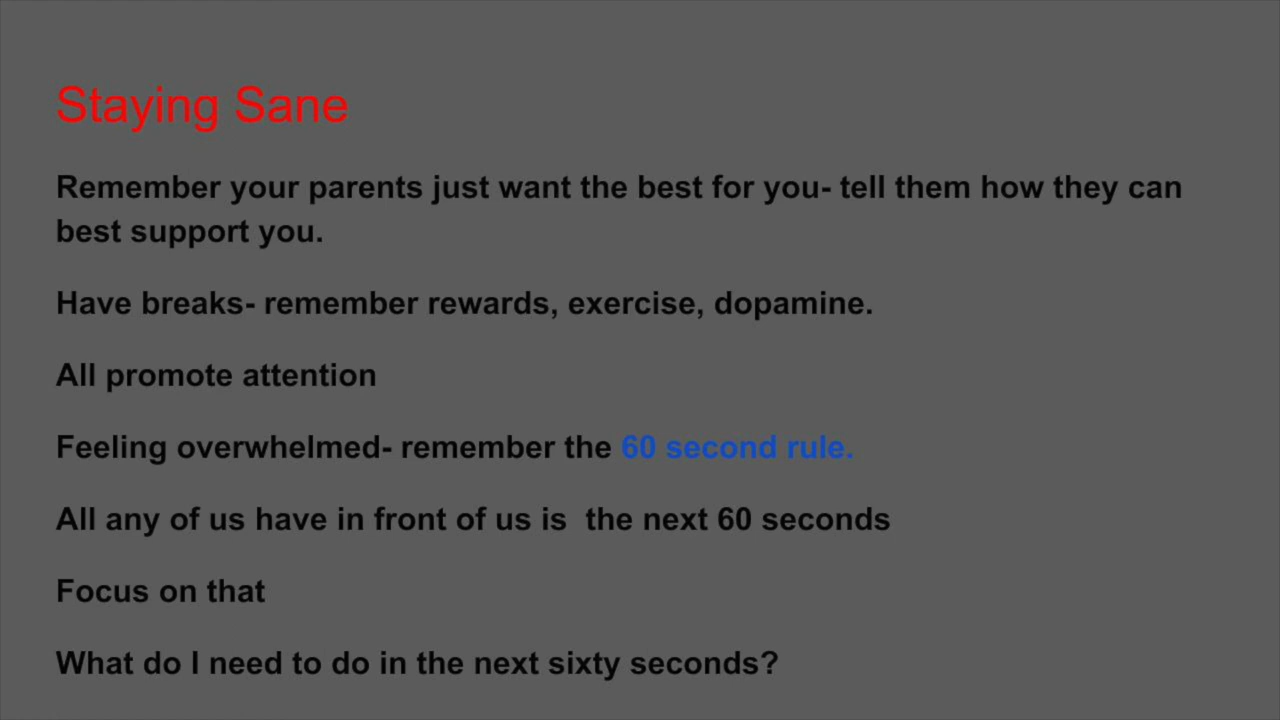 Staying Sane
Remember your parents just want the best for you- tell them how they can
best support you.
Have breaks- remember rewards, exercise, dopamine.
All promote attention
Feeling overwhelmed- remember the 60 second rule.
All any of us have in front of us is  the next 60 seconds
Focus on that
What do I need to do in the next sixty seconds?